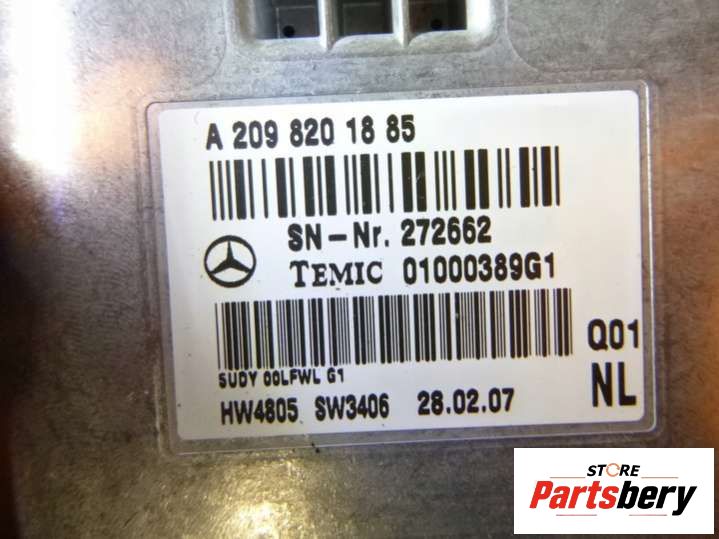 A 209 820 18 85
SN-Nr. 272662
TEMIC 01000389G1
5UDY 00LFWL G1
Q01
HW4805 SW3406 28.02.07
NL
STORE
Partsbery